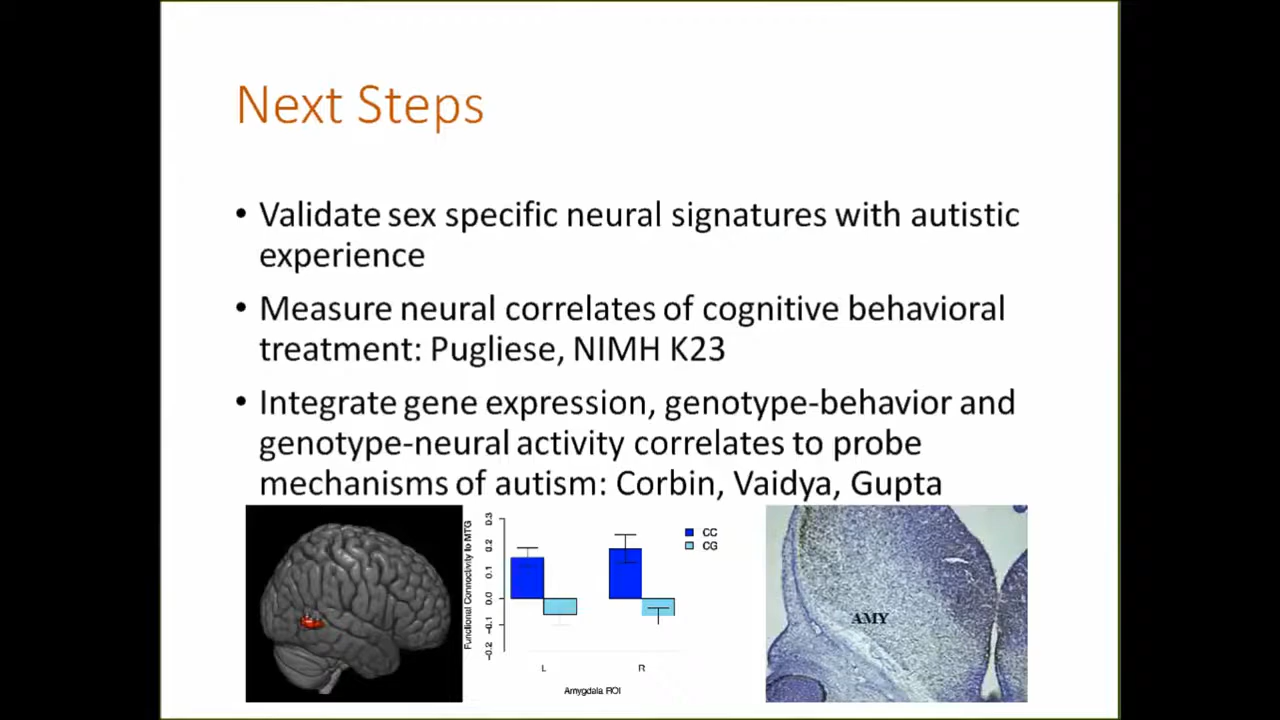 Next Steps
• Validate sex specific neural signatures with autistic
experience
• Measure neural correlates of cognitive behavioral
treatment: Pugliese, NIMH K23
• Integrate gene expression, genotype-behavior and
genotype-neural activity correlates to probe
mechanisms of autism: Corbin, Vaidya, Gupta
Functional Connectivity to MTG
0.3
0.2
0.1
0.0
-0.1
-0.2
CC
CG
L
R
Amygdala ROI
AMY